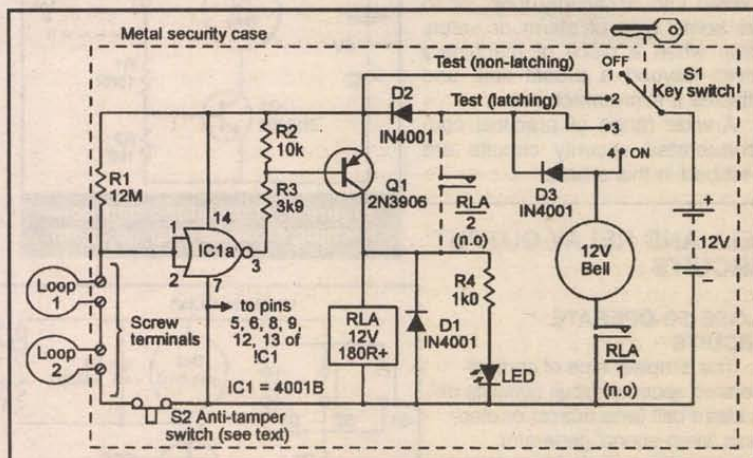 Metal security case
OFF
S1
Key switch
Test (non-latching)
1
2
Test (latching)
3
4 ON
D2
IN4001
R2
10k
R1
12M
R3
3k9
Q1
2N3906
D3
IN4001
RLA
2
(n.o)
12V
Bell
+
12V
-
1
14
IC1a
3
2
7
Loop
1
Loop
2
Screw
terminals
to pins
5, 6, 8, 9,
12, 13 of
IC1
IC1 = 4001B
RLA
12V
180R+
D1
IN4001
R4
1k0
LED
RLA
1
(n.o)
S2 Anti-tamper
switch (see text)